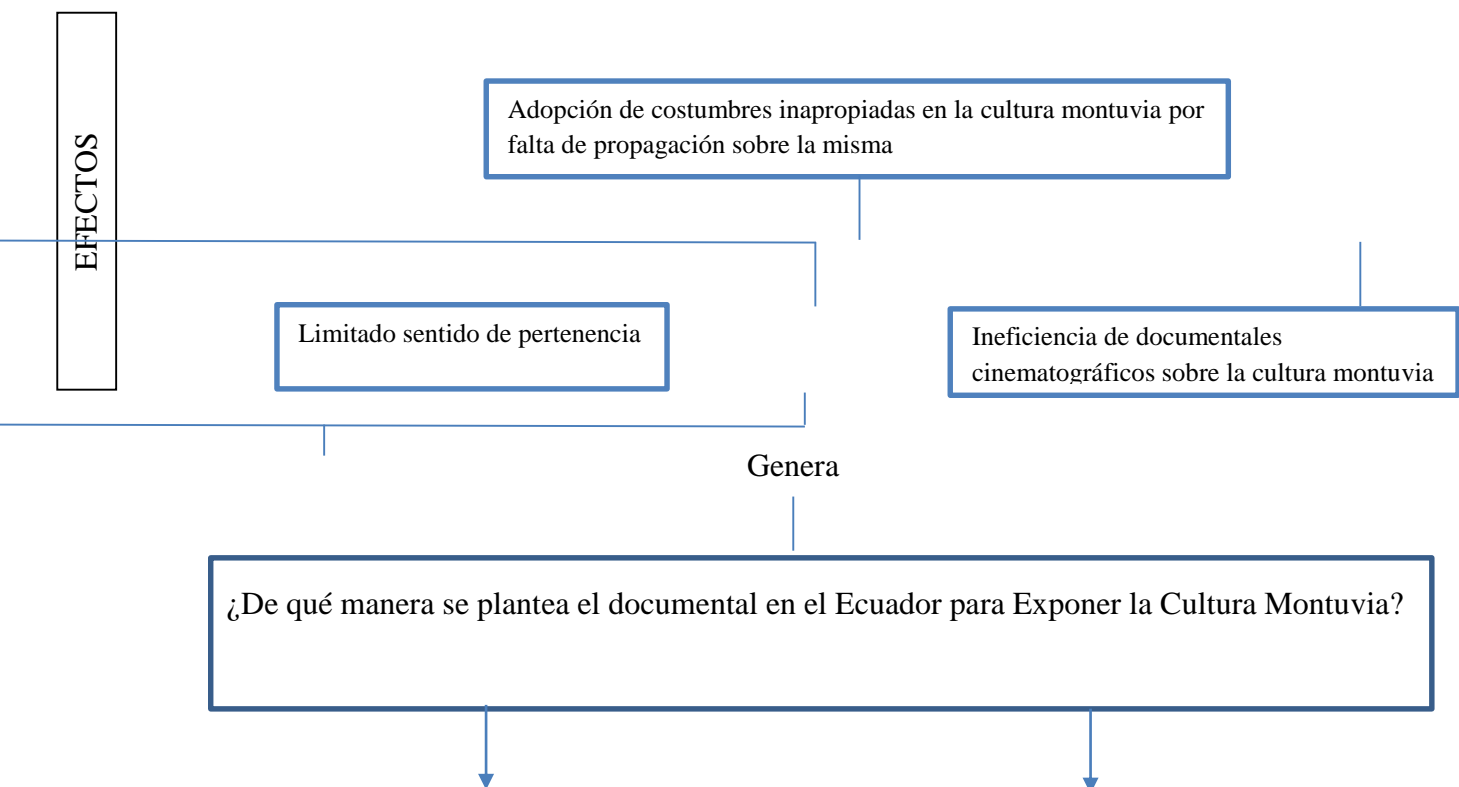 EFECTOS
Adopción de costumbres inapropiadas en la cultura montuvia por
falta de propagación sobre la misma
Limitado sentido de pertenencia
Ineficiencia de documentales
cinematográficos sobre la cultura montuvia
Genera
¿De qué manera se plantea el documental en el Ecuador para Exponer la Cultura Montuvia?